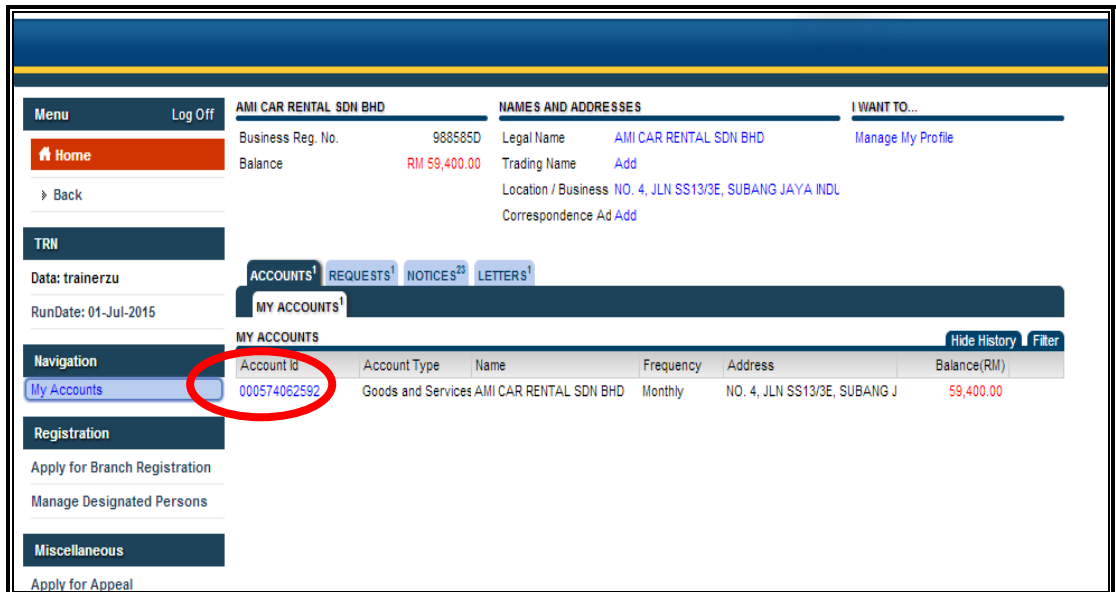 Menu Log Off
Home
Back
TRN
Data: trainerzu
RunDate: 01-Jul-2015
Navigation
My Accounts
Registration
Apply for Branch Registration
Manage Designated Persons
Miscellaneous
Apply for Appeal
AMI CAR RENTAL SDN BHD
Business Reg. No. 988585D
Balance RM 59,400.00
NAMES AND ADDRESSES
Legal Name AMI CAR RENTAL SDN BHD
Trading Name Add
Location / Business NO. 4, JLN SS13/3E, SUBANG JAYA INDU
Correspondence Ad Add
I WANT TO...
Manage My Profile
ACCOUNTS1 REQUESTS1 NOTICES23 LETTERS1
MY ACCOUNTS1
MY ACCOUNTS Hide History Filter
Account Id Account Type Name Frequency Address Balance(RM)
000574062592 Goods and Services AMI CAR RENTAL SDN BHD Monthly NO. 4, JLN SS13/3E, SUBANG J 59,400.00